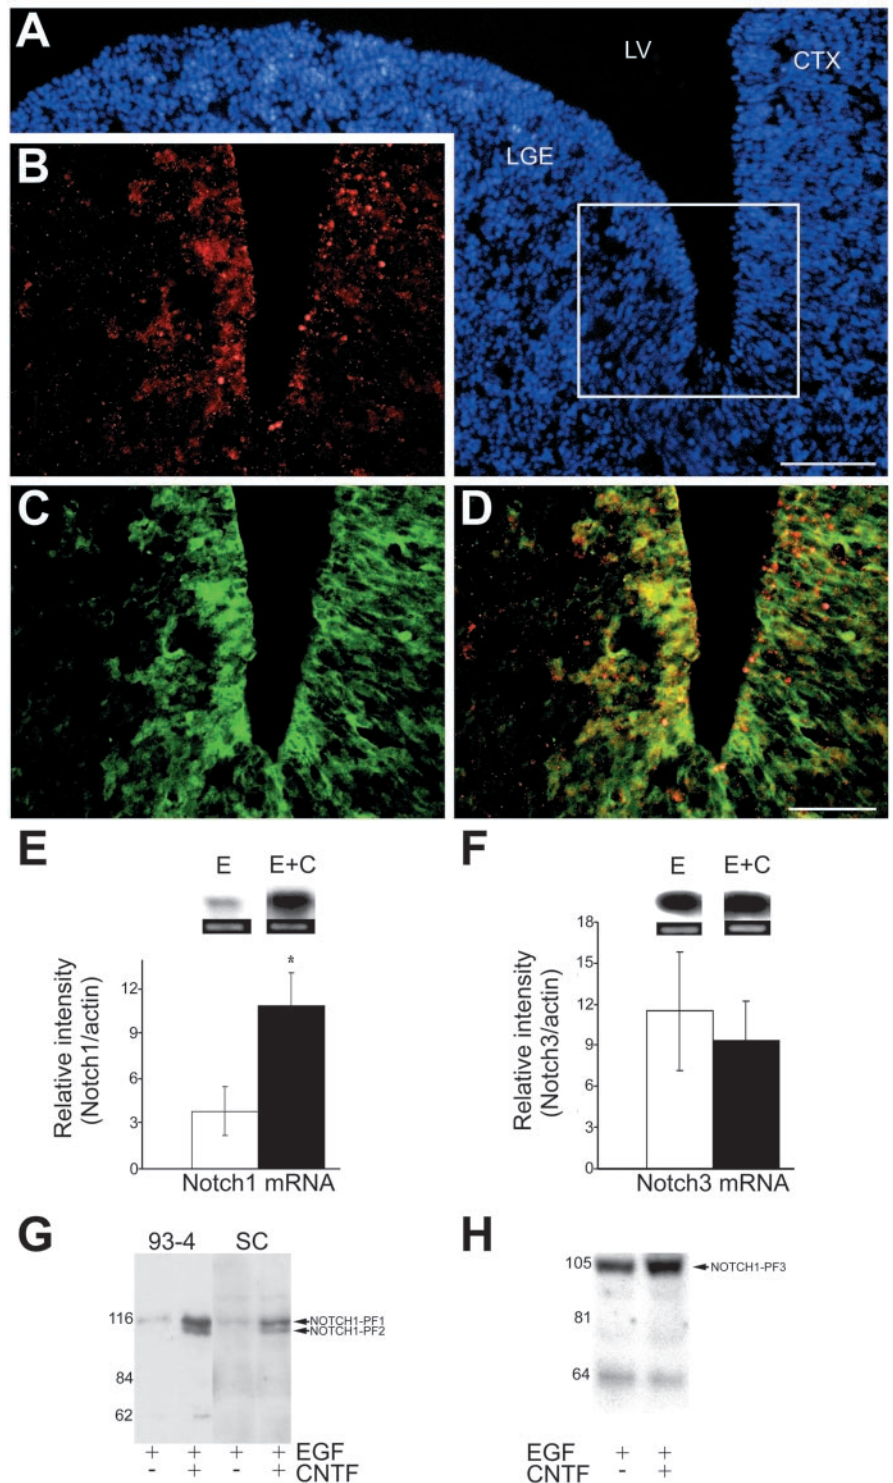 A
LV
CTX
LGE
B
C
D
E
E E+C
*
12
9
6
3
0
Relative intensity
(Notch1/actin)
Notch1 mRNA
F
E E+C
18
15
12
9
6
3
0
Relative intensity
(Notch3/actin)
Notch3 mRNA
G
93-4 SC
116
84
62
NOTCH1-PF1
NOTCH1-PF2
+ + + + EGF
- + - + CNTF
H
105
81
64
NOTCH1-PF3
EGF + +
CNTF - +